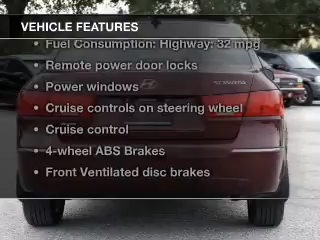 VEHICLE FEATURES
• Fuel Consumption: Highway: 32 mpg
• Remote power door locks
• Power windows
• Cruise controls on steering wheel
• Cruise control
• 4-wheel ABS Brakes
• Front Ventilated disc brakes